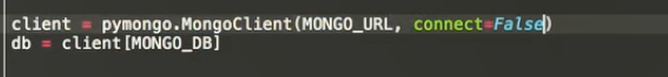 client = pymongo.MongoClient(MONGO_URL, connect=False)
db = client[MONGO_DB]